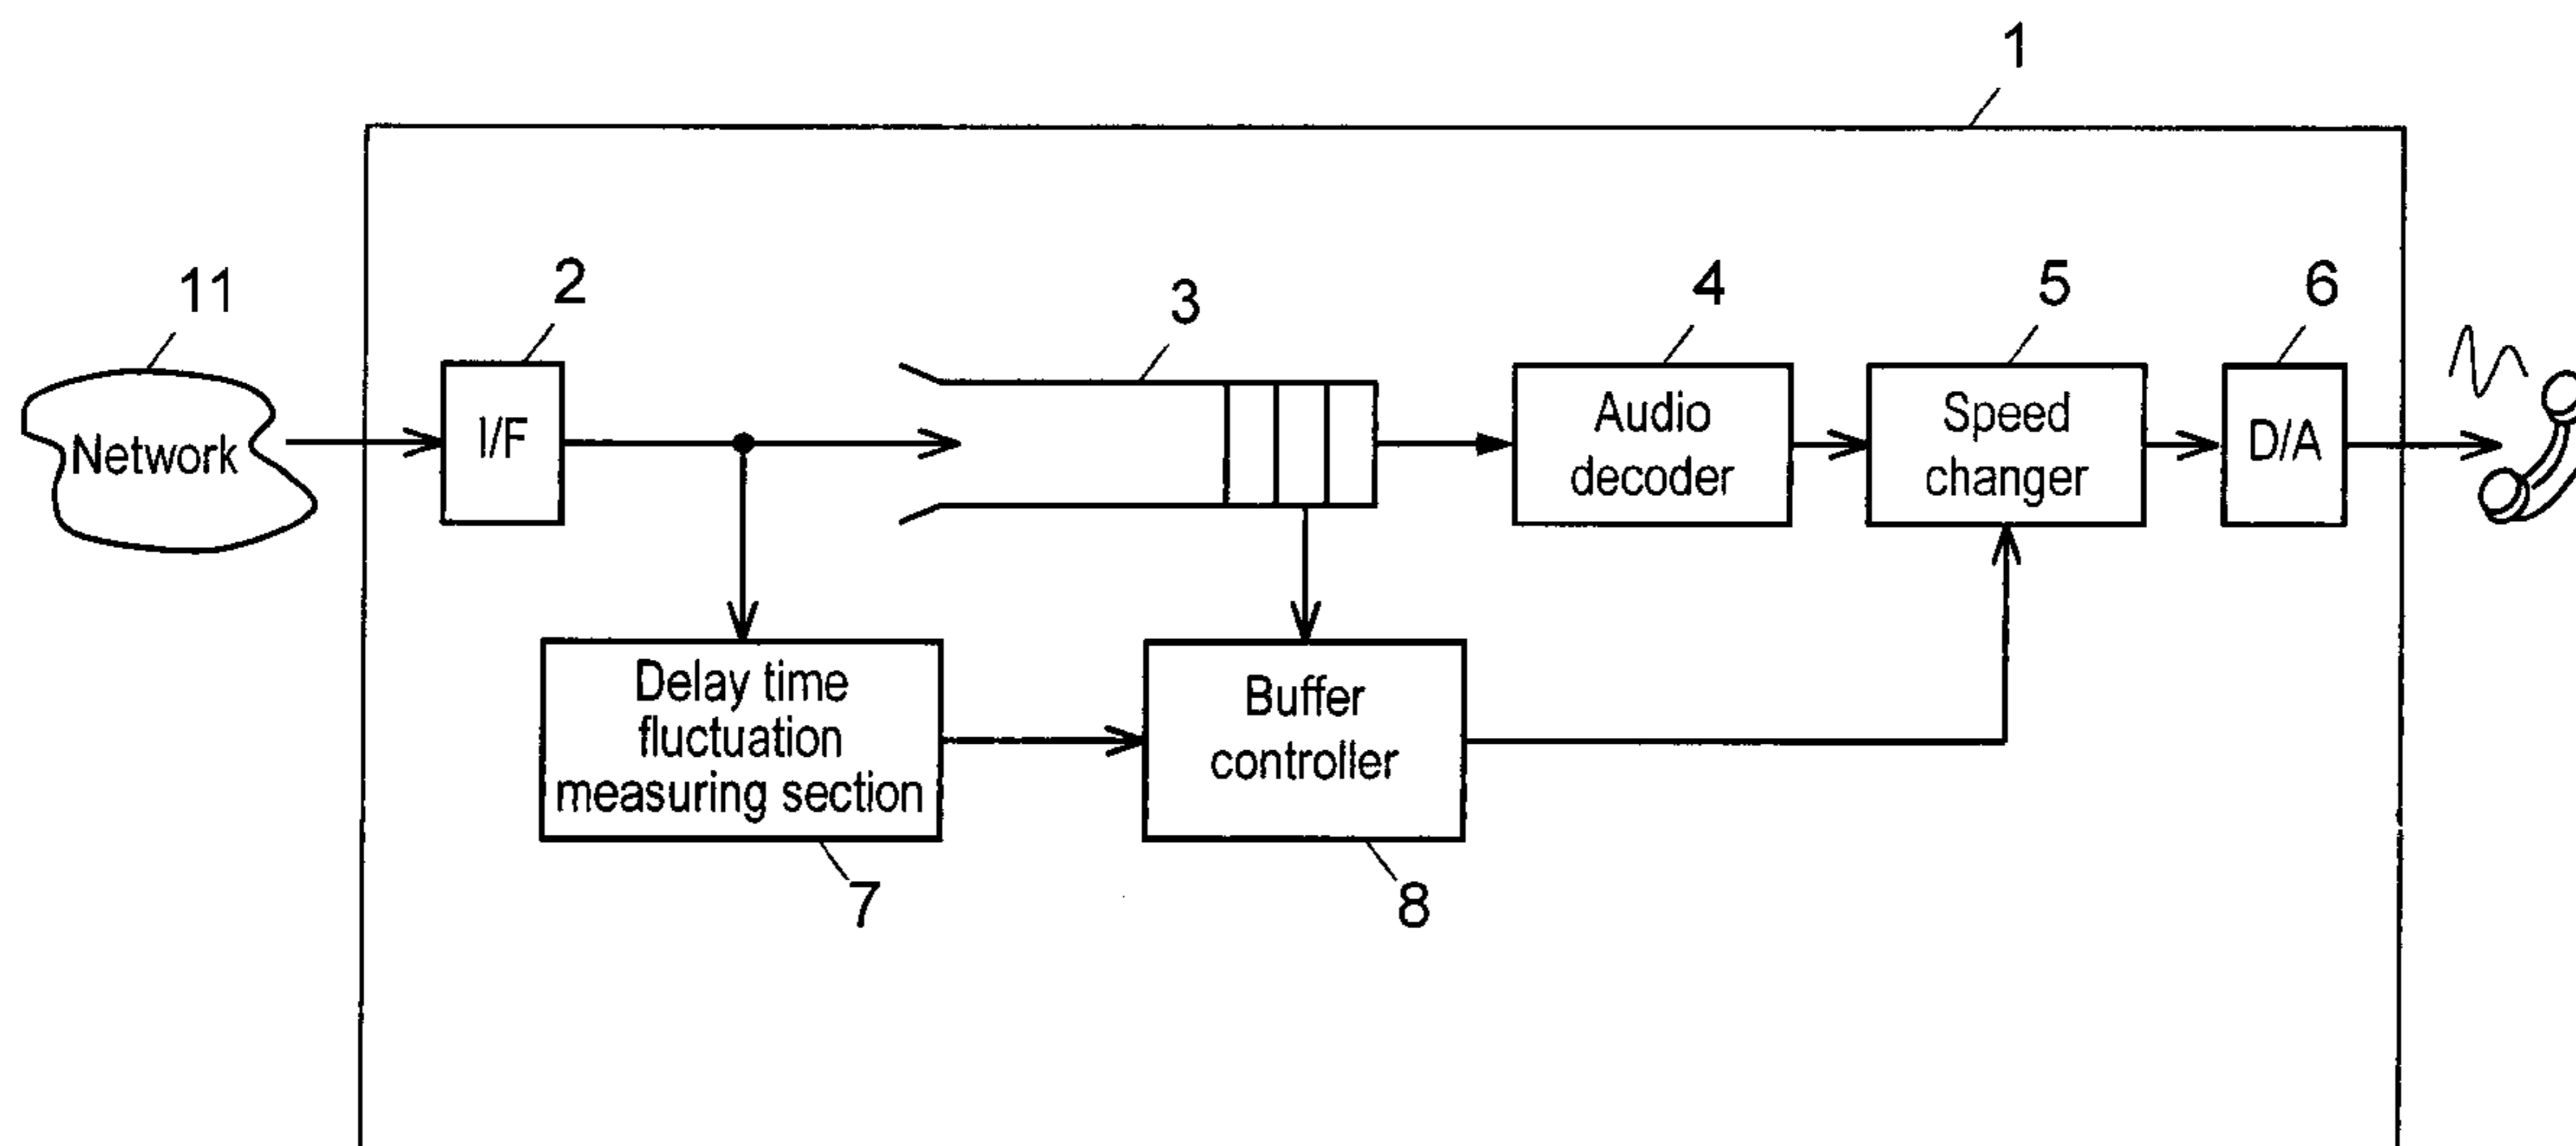 1
11
2
3
4
5
6
Network
I/F
Audio
decoder
Speed
changer
D/A
Delay time
fluctuation
measuring section
Buffer
controller
7
8